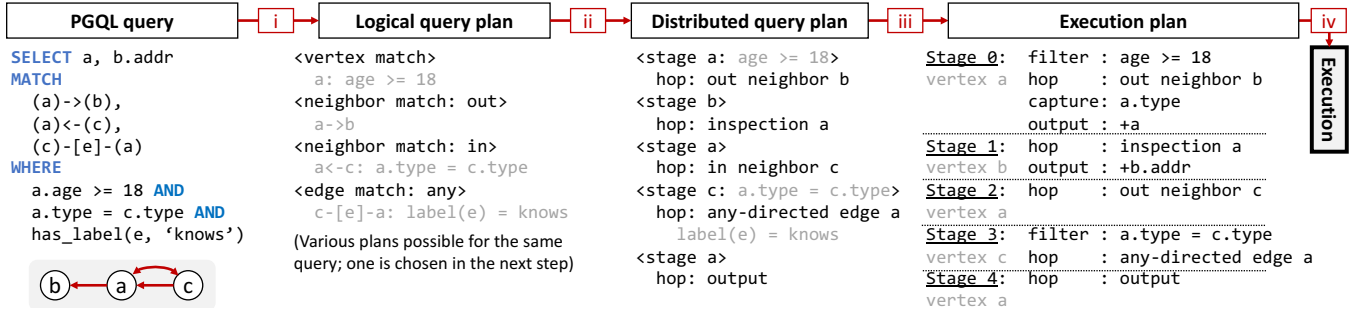 PGQL query
i
Logical query plan
ii
Distributed query plan
iii
Execution plan
iv
SELECT a, b.addr
MATCH
(a)->(b),
(a)<-(c),
(c)-[e]-(a)
WHERE
a.age >= 18 AND
a.type = c.type AND
has_label(e, ‘knows’)
b
a
c
<vertex match>
a: age >= 18
<neighbor match: out>
a->b
<neighbor match: in>
a<-c: a.type = c.type
<edge match: any>
c-[e]-a: label(e) = knows
(Various plans possible for the same
query; one is chosen in the next step)
<stage a: age >= 18>
hop: out neighbor b
<stage b>
hop: inspection a
<stage a>
hop: in neighbor c
<stage c: a.type = c.type>
hop: any-directed edge a
label(e) = knows
<stage a>
hop: output
Stage 0: filter : age >= 18
vertex a hop : out neighbor b
capture: a.type
output : +a
Stage 1: hop : inspection a
vertex b output : +b.addr
Stage 2: hop : out neighbor c
vertex a
Stage 3: filter : a.type = c.type
vertex c hop : any-directed edge a
Stage 4: hop : output
vertex a
Execution